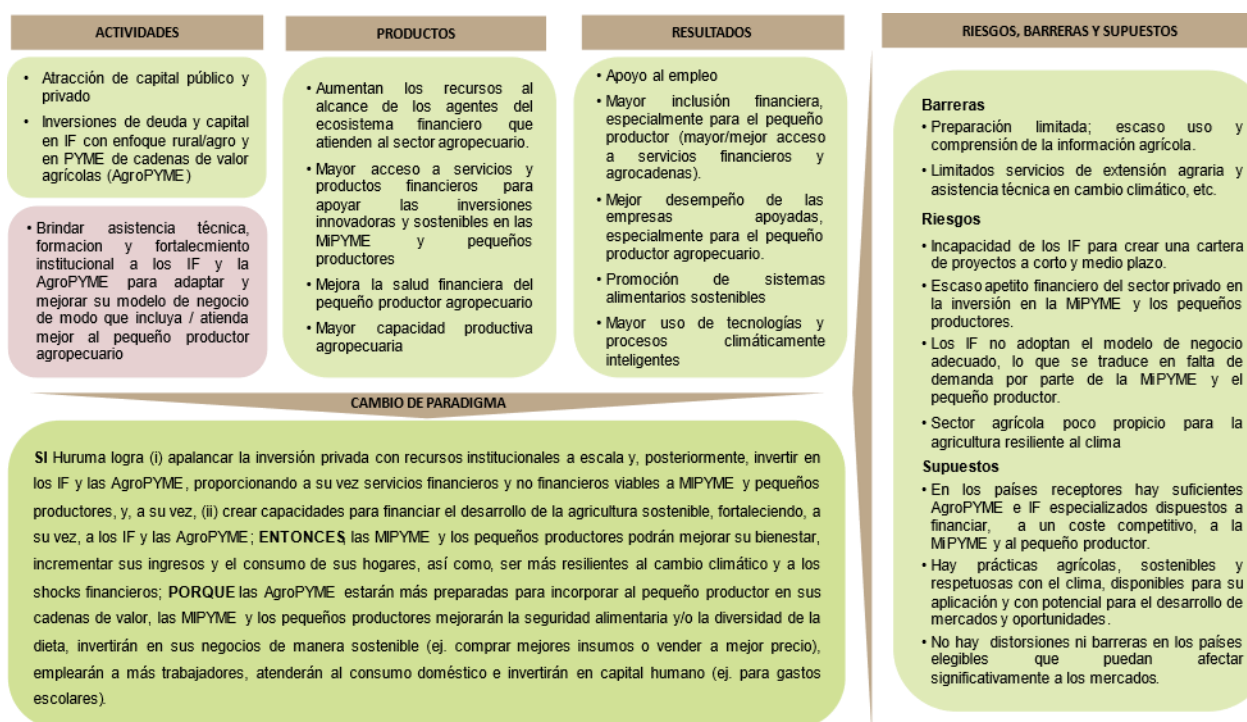 ACTIVIDADES
• Atracción de capital público y
privado
• Inversiones de deuda y capital
en IF con enfoque rural/agro y
en PYME de cadenas de valor
agrícolas (AgroPYME)
• Brindar asistencia técnica,
formacion y fortalecmiento
institucional a los IF y la
AgroPYME para adaptar y
mejorar su modelo de negocio
de modo que incluya / atienda
mejor al pequeño productor
agropecuario
PRODUCTOS
• Aumentan los recursos al
alcance de los agentes del
ecosistema financiero que
atienden al sector agropecuario.
• Mayor acceso a servicios y
productos financieros para
apoyar las inversiones
innovadoras y sostenibles en las
MiPYME y pequeños
productores
• Mejora la salud financiera del
pequeño productor agropecuario
• Mayor capacidad productiva
agropecuaria
RESULTADOS
• Apoyo al empleo
• Mayor inclusión financiera,
especialmente para el pequeño
productor (mayor/mejor acceso
a servicios financieros y
agrocadenas).
• Mejor desempeño de las
empresas apoyadas,
especialmente para el pequeño
productor agropecuario.
• Promoción de sistemas
alimentarios sostenibles
• Mayor uso de tecnologías y
procesos climáticamente
inteligentes
CAMBIO DE PARADIGMA
SI Huruma logra (i) apalancar la inversión privada con recursos institucionales a escala y, posteriormente, invertir en
los IF y las AgroPYME, proporcionando a su vez servicios financieros y no financieros viables a MIPYME y pequeños
productores, y, a su vez, (ii) crear capacidades para financiar el desarrollo de la agricultura sostenible, fortaleciendo, a
su vez, a los IF y las AgroPYME; ENTONCES, las MIPYME y los pequeños productores podrán mejorar su bienestar,
incrementar sus ingresos y el consumo de sus hogares, así como, ser más resilientes al cambio climático y a los
shocks financieros; PORQUE las AgroPYME estarán más preparadas para incorporar al pequeño productor en sus
cadenas de valor, las MIPYME y los pequeños productores mejorarán la seguridad alimentaria y/o la diversidad de la
dieta, invertirán en sus negocios de manera sostenible (ej. comprar mejores insumos o vender a mejor precio),
emplearán a más trabajadores, atenderán al consumo doméstico e invertirán en capital humano (ej. para gastos
escolares).
RIESGOS, BARRERAS Y SUPUESTOS
Barreras
• Preparación limitada; escaso uso y
comprensión de la información agrícola.
• Limitados servicios de extensión agraria y
asistencia técnica en cambio climático, etc.
Riesgos
• Incapacidad de los IF para crear una cartera
de proyectos a corto y medio plazo.
• Escaso apetito financiero del sector privado en
la inversión en la MiPYME y los pequeños
productores.
• Los IF no adoptan el modelo de negocio
adecuado, lo que se traduce en falta de
demanda por parte de la MiPYME y el
pequeño productor.
• Sector agrícola poco propicio para la
agricultura resiliente al clima
Supuestos
• En los países receptores hay suficientes
AgroPYME e IF especializados dispuestos a
financiar, a un coste competitivo, a la
MiPYME y al pequeño productor.
• Hay prácticas agrícolas, sostenibles y
respetuosas con el clima, disponibles para su
aplicación y con potencial para el desarrollo de
mercados y oportunidades.
• No hay distorsiones ni barreras en los países
elegibles que puedan afectar
significativamente a los mercados.